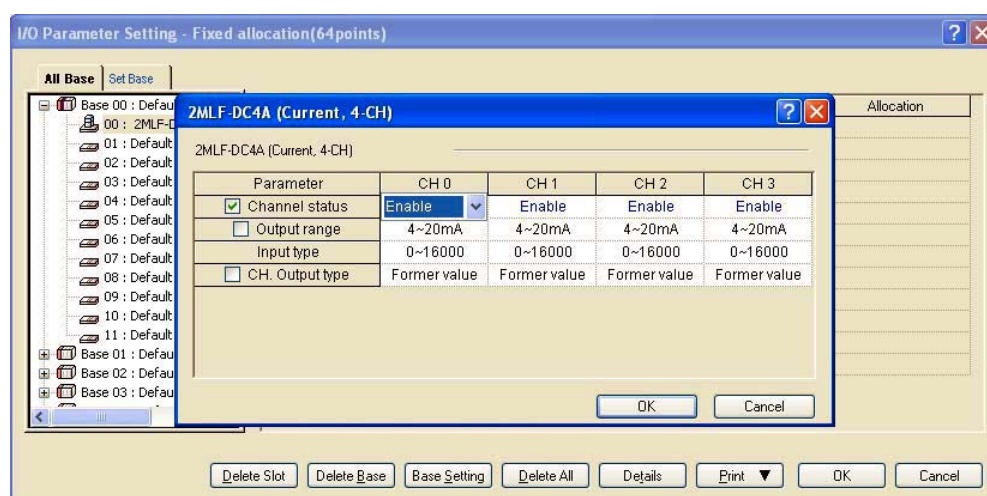 I/O Parameter Setting - Fixed allocation(64points)
All Base
Set Base
Base 00 : Defau
00 : 2MLF-D
01 : Default
02 : Default
03 : Default
04 : Default
05 : Default
06 : Default
07 : Default
08 : Default
09 : Default
10 : Default
11 : Default
Base 01 : Defau
Base 02 : Defau
Base 03 : Defau
Allocation
2MLF-DC4A (Current, 4-CH)
2MLF-DC4A (Current, 4-CH)
Parameter CH 0 CH 1 CH 2 CH 3
Channel status Enable Enable Enable Enable
Output range 4~20mA 4~20mA 4~20mA 4~20mA
Input type 0~16000 0~16000 0~16000 0~16000
CH. Output type Former value Former value Former value Former value
OK Cancel
Delete Slot Delete Base Base Setting Delete All Details Print ▼ OK Cancel